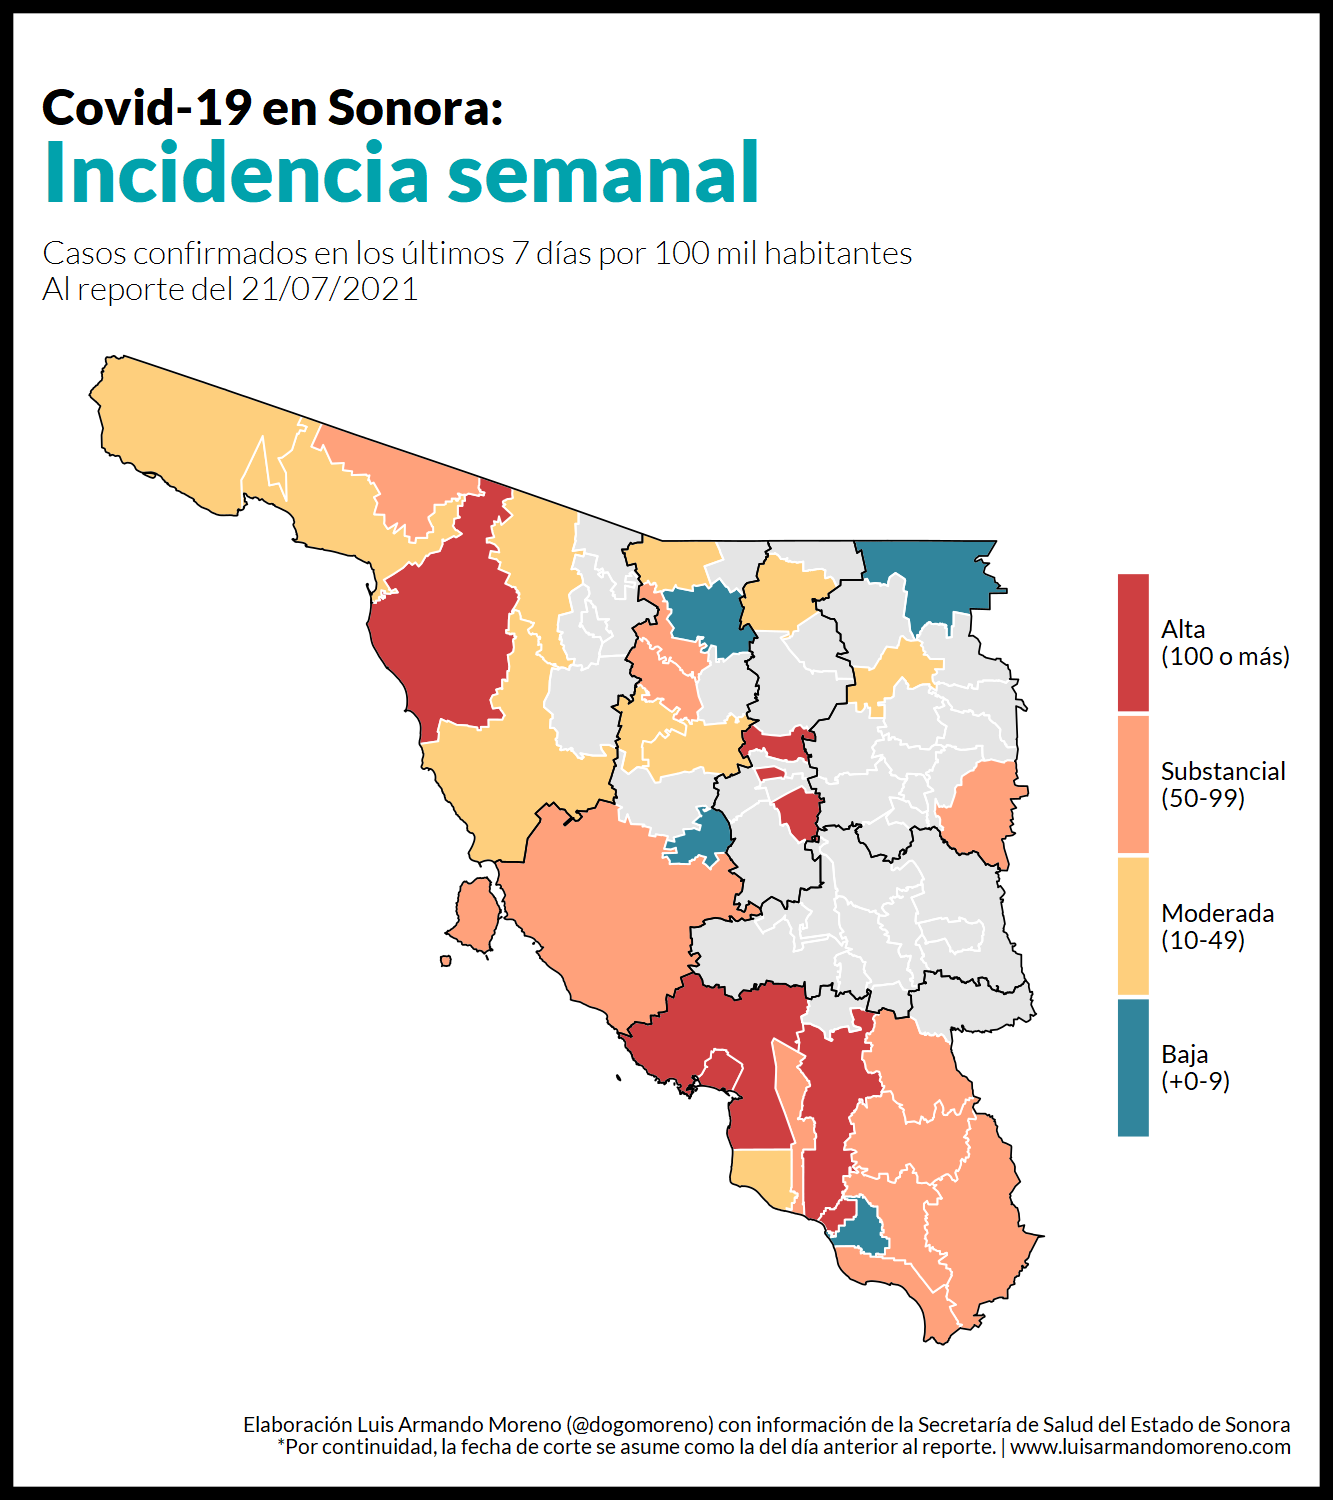 Covid-19 en Sonora:
Incidencia semanal
Casos confirmados en los últimos 7 días por 100 mil habitantes
Al reporte del 21/07/2021
Alta
(100 o más)
Substancial
(50-99)
Moderada
(10-49)
Baja
(+0-9)
Elaboración Luis Armando Moreno (@dogomoreno) con información de la Secretaría de Salud del Estado de Sonora
*Por continuidad, la fecha de corte se asume como la del día anterior al reporte. | www.luisarmandomoreno.com